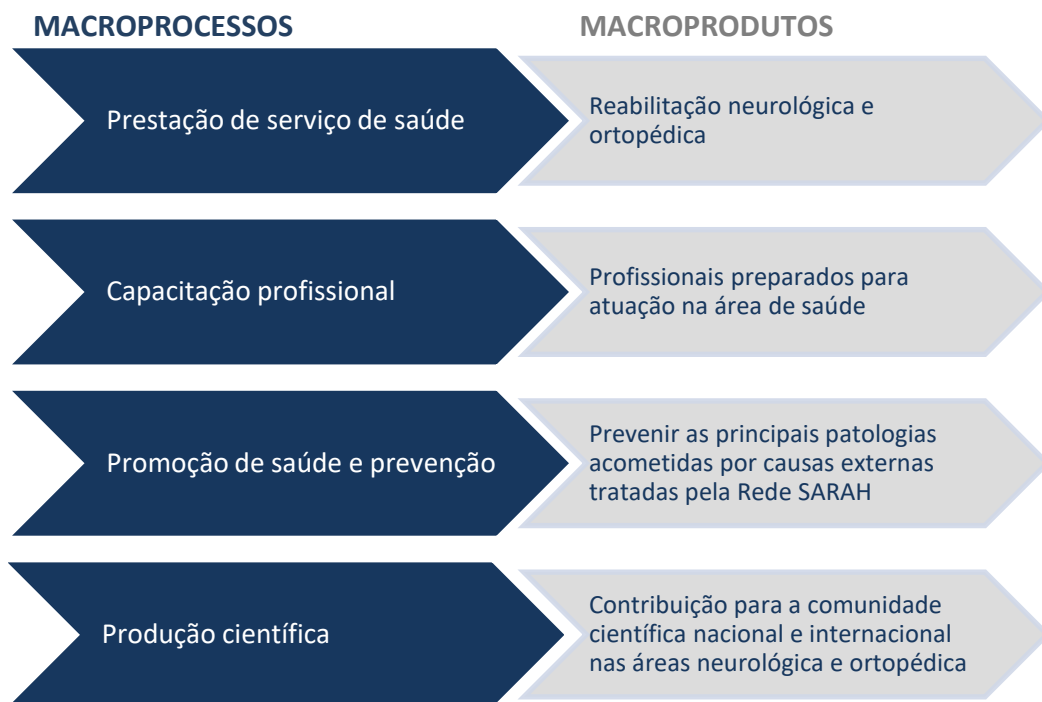 MACROPROCESSOS
MACROPRODUTOS
Prestação de serviço de saúde
Reabilitação neurológica e
ortopédica
Capacitação profissional
Profissionais preparados para
atuação na área de saúde
Promoção de saúde e prevenção
Prevenir as principais patologias
acometidas por causas externas
tratadas pela Rede SARAH
Produção científica
Contribuição para a comunidade
científica nacional e internacional
nas áreas neurológica e ortopédica